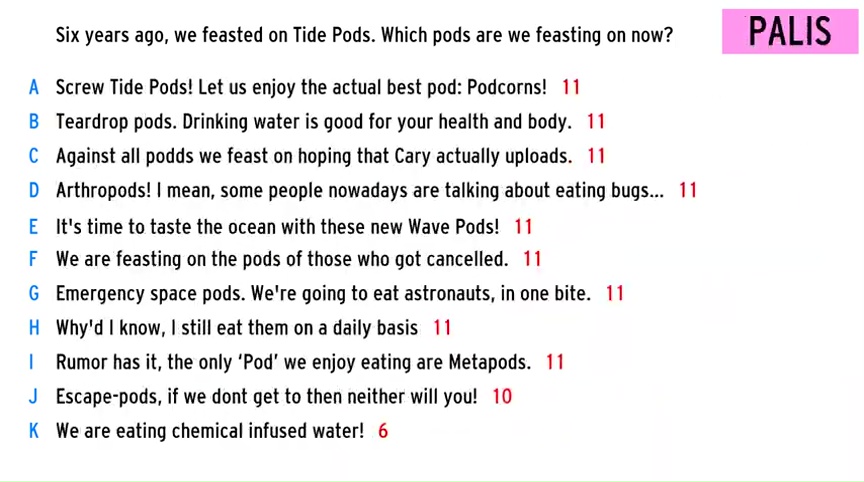 Six years ago, we feasted on Tide Pods. Which pods are we feasting on now?
PALIS
A Screw Tide Pods! Let us enjoy the actual best pod: Podcorns! 11
B Teardrop pods. Drinking water is good for your health and body. 11
C Against all podds we feast on hoping that Cary actually uploads. 11
D Arthropods! I mean, some people nowadays are talking about eating bugs... 11
E It's time to taste the ocean with these new Wave Pods! 11
F We are feasting on the pods of those who got cancelled. 11
G Emergency space pods. We're going to eat astronauts, in one bite. 11
H Why'd I know, I still eat them on a daily basis 11
I Rumor has it, the only ‘Pod’ we enjoy eating are Metapods. 11
J Escape-pods, if we dont get to then neither will you! 10
K We are eating chemical infused water! 6